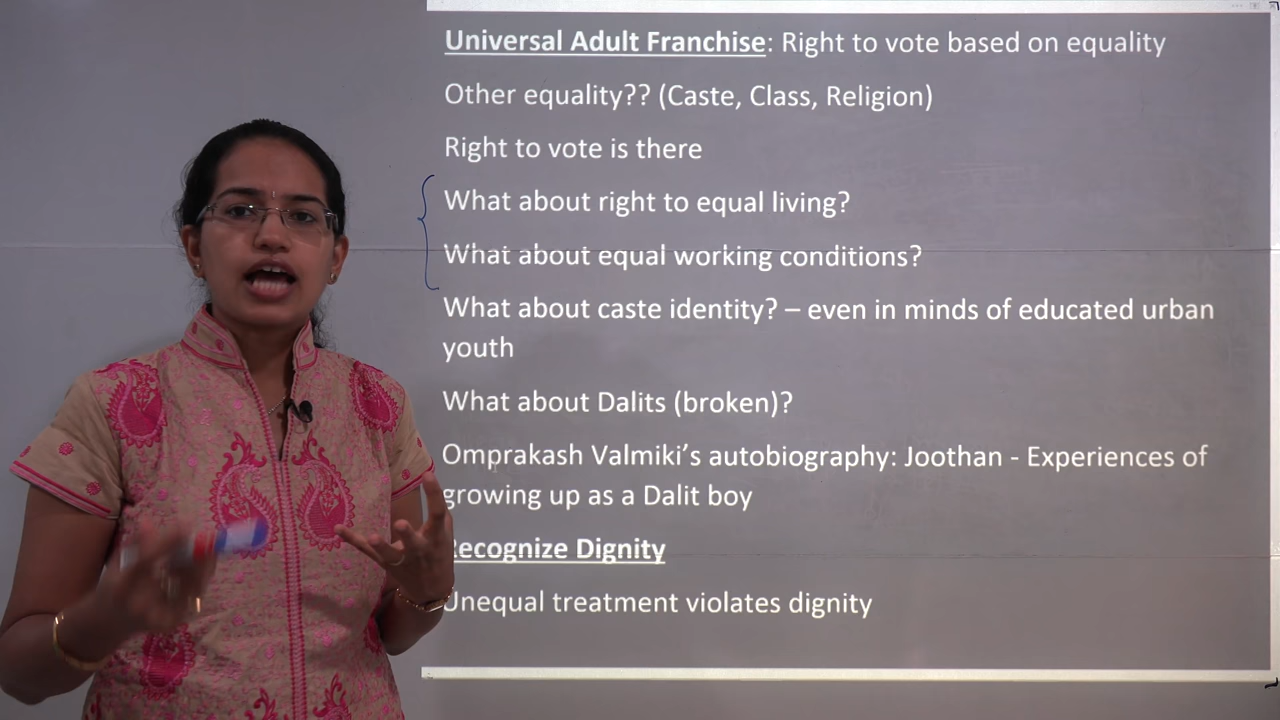 Universal Adult Franchise: Right to vote based on equality
Other equality?? (Caste, Class, Religion)
Right to vote is there
What about right to equal living?
What about equal working conditions?
What about caste identity? – even in minds of educated urban
youth
What about Dalits (broken)?
Omprakash Valmiki's autobiography: Joothan - Experiences of
growing up as a Dalit boy
Recognize Dignity
Unequal treatment violates dignity